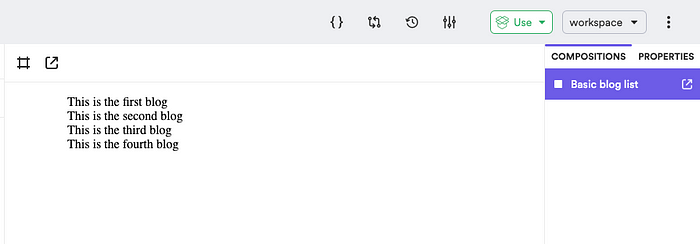 {} Use workspace
COMPOSITIONS PROPERTIES
Basic blog list
This is the first blog
This is the second blog
This is the third blog
This is the fourth blog